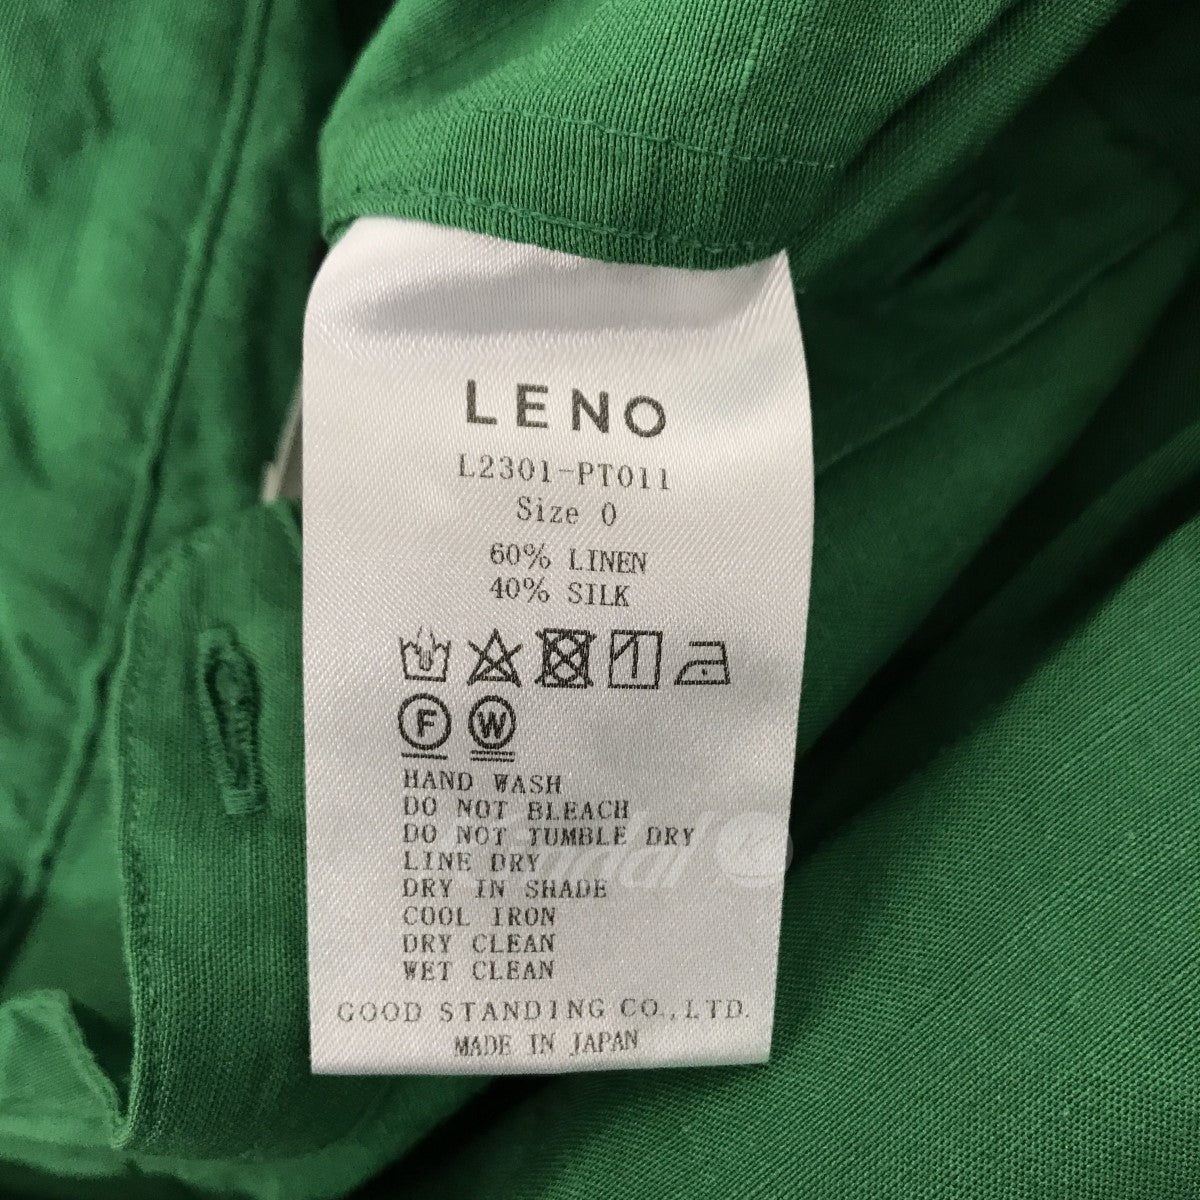 LENO
L2301-PT011
Size 0
60% LINEN
40% SILK
F W
HAND WASH
DO NOT BLEACH
DO NOT TUMBLE DRY
LINE DRY
DRY IN SHADE
COOL IRON
DRY CLEAN
WET CLEAN
GOOD STANDING CO.,LTD.
MADE IN JAPAN